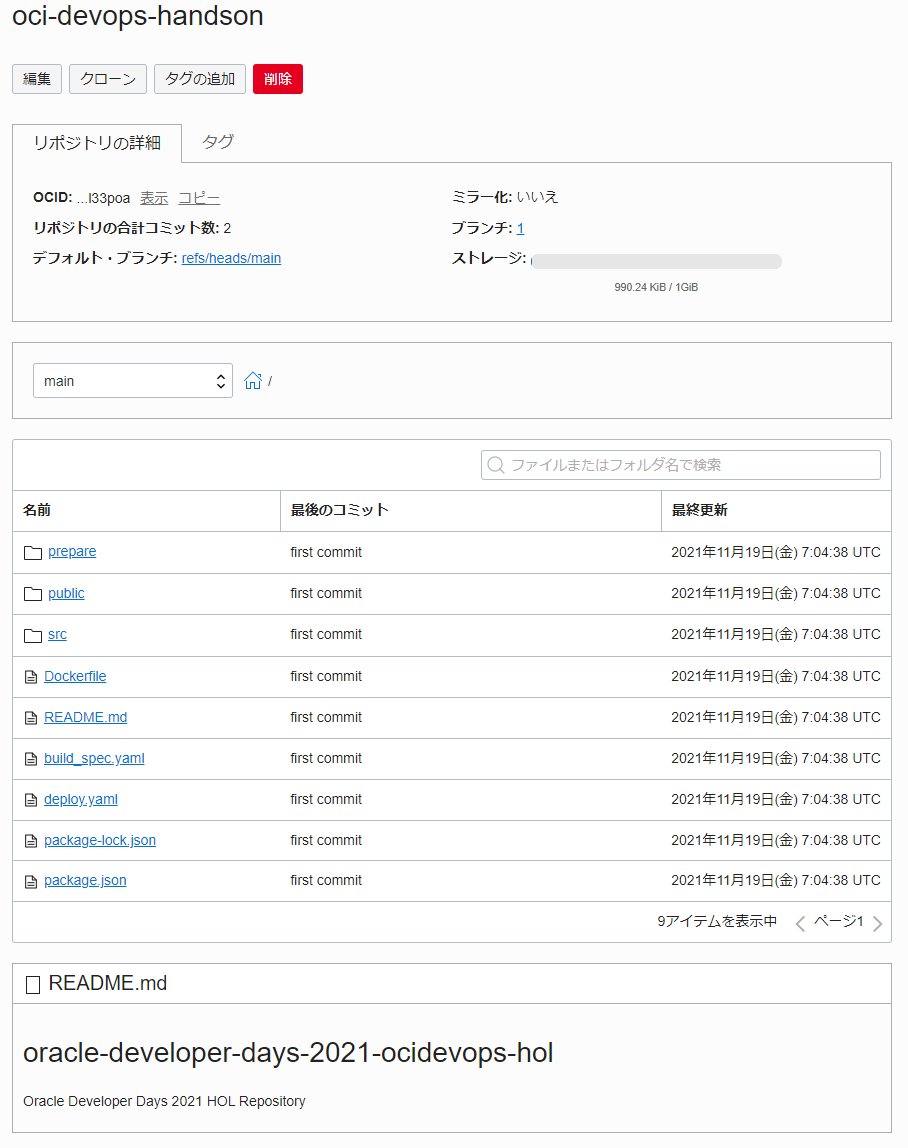 oci-devops-handson
編集 クローン タグの追加 削除
リポジトリの詳細 タグ
OCID: ...l33poa 表示 コピー ミラー化: いいえ
リポジトリの合計コミット数: 2 ブランチ: 1
デフォルト・ブランチ: refs/heads/main ストレージ:
990.24 KiB / 1GiB
main /
ファイルまたはフォルダ名で検索
名前 最後のコミット 最終更新
prepare first commit 2021年11月19日(金) 7:04:38 UTC
public first commit 2021年11月19日(金) 7:04:38 UTC
src first commit 2021年11月19日(金) 7:04:38 UTC
Dockerfile first commit 2021年11月19日(金) 7:04:38 UTC
README.md first commit 2021年11月19日(金) 7:04:38 UTC
build_spec.yaml first commit 2021年11月19日(金) 7:04:38 UTC
deploy.yaml first commit 2021年11月19日(金) 7:04:38 UTC
package-lock.json first commit 2021年11月19日(金) 7:04:38 UTC
package.json first commit 2021年11月19日(金) 7:04:38 UTC
9アイテムを表示中 ページ1
README.md
oracle-developer-days-2021-ocidevops-hol
Oracle Developer Days 2021 HOL Repository